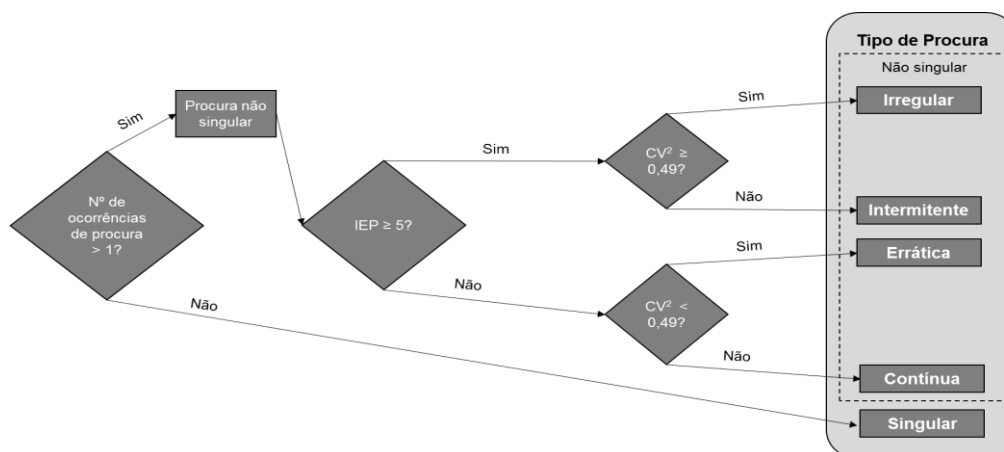 Tipo de Procura
Não singular
Sim
Procura não
singular
Sim
Sim
Irregular
CV² ≥
0,49?
Nº de
ocorrências
de procura
> 1?
IEP ≥ 5?
Não
Intermitente
Sim
Errática
Não
Não
CV² <
0,49?
Não
Contínua
Singular